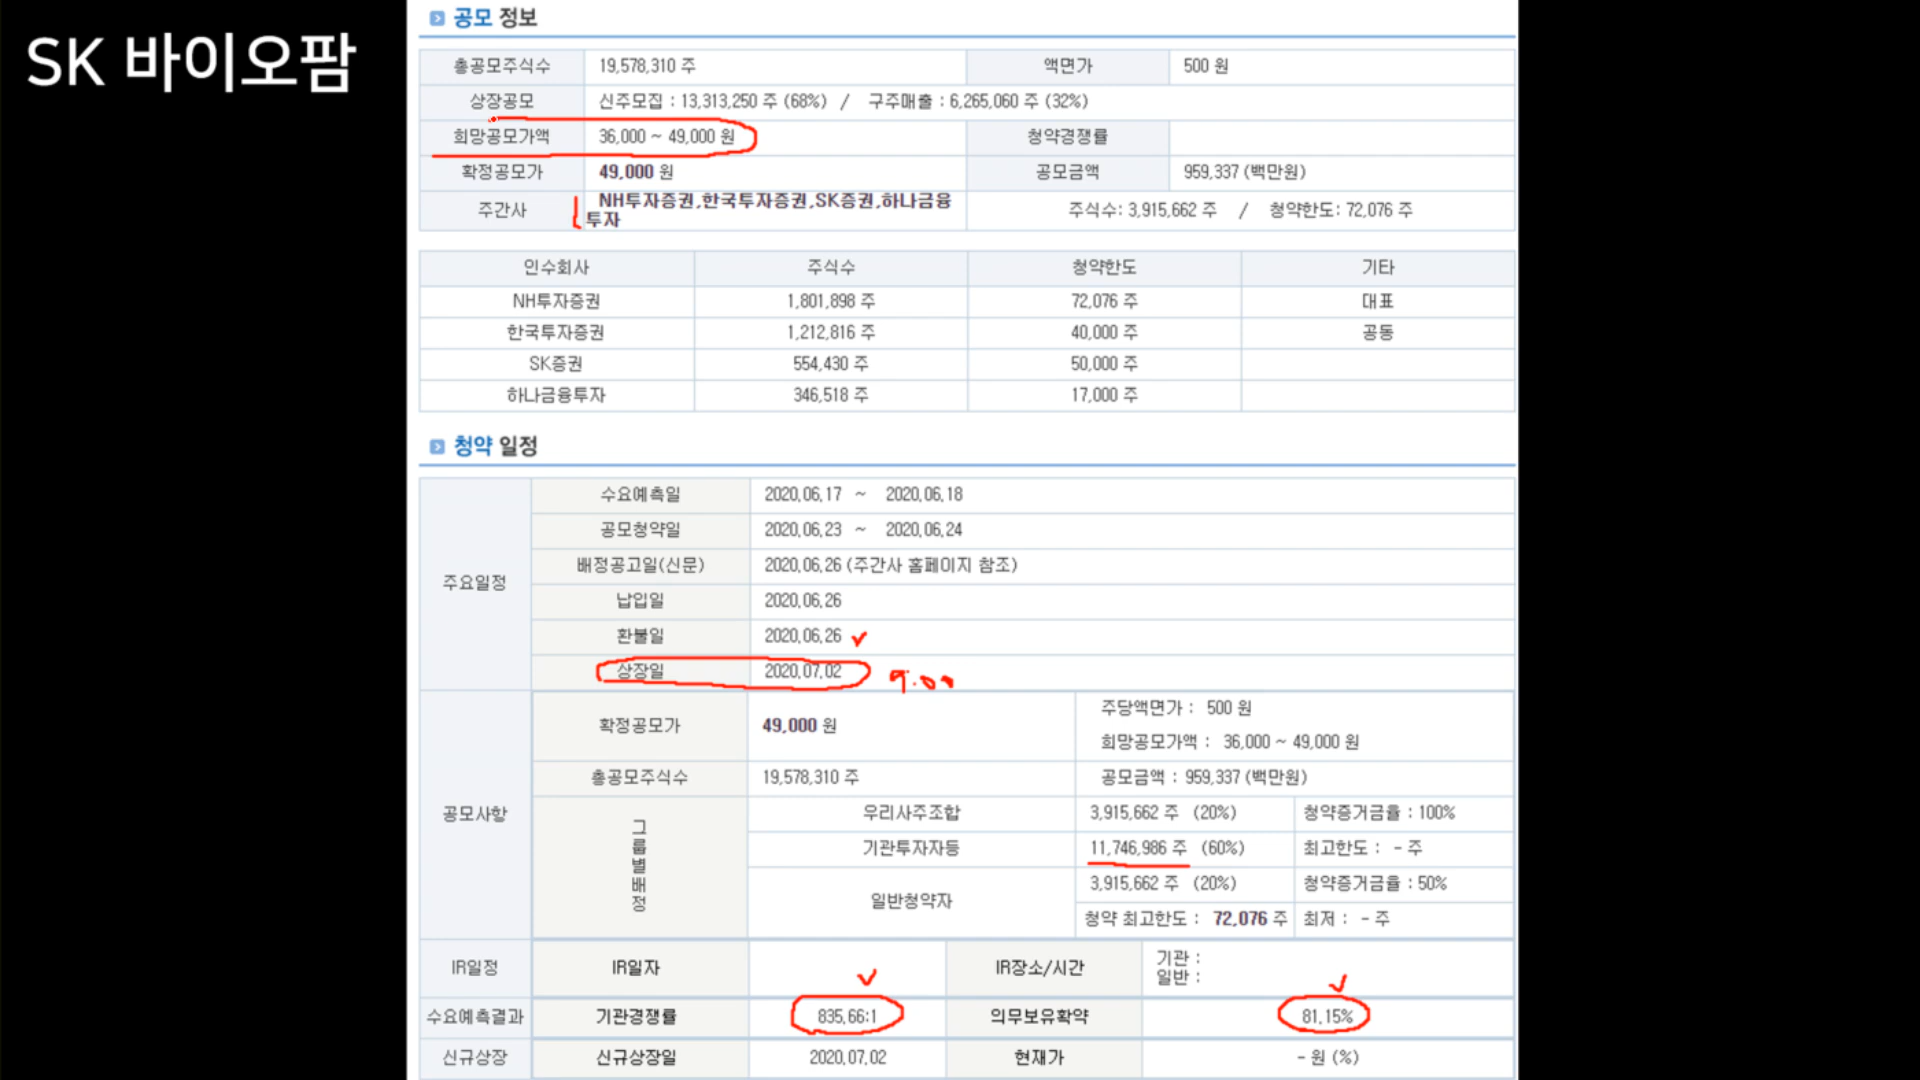 SK 바이오팜
공모 정보
총공모주식수 19,578,310 주 액면가 500 원
상장공모 신주모집 : 13,313,250 주 (68%) / 구주매출 : 6,265,060 주 (32%)
희망공모가액 36,000 ~ 49,000 원 청약경쟁률
확정공모가 49,000 원 공모금액 959,337 (백만원)
주간사 NH투자증권,한국투자증권,SK증권,하나금융투자 주식수: 3,915,662 주 / 청약한도: 72,076 주
인수회사 주식수 청약한도 기타
NH투자증권 1,801,898 주 72,076 주 대표
한국투자증권 1,212,816 주 40,000 주 공동
SK증권 554,430 주 50,000 주
하나금융투자 346,518 주 17,000 주
청약 일정
주요일정
수요예측일 2020.06.17 ~ 2020.06.18
공모청약일 2020.06.23 ~ 2020.06.24
배정공고일(신문) 2020.06.26 (주간사 홈페이지 참조)
납입일 2020.06.26
환불일 2020.06.26
상장일 2020.07.02 9:00
공모사항
확정공모가 49,000 원 주당액면가 : 500 원
희망공모가액 : 36,000 ~ 49,000 원
총공모주식수 19,578,310 주 공모금액 : 959,337 (백만원)
그룹별배정
우리사주조합 3,915,662 주 (20%) 청약증거금율 : 100%
기관투자자등 11,746,986 주 (60%) 최고한도 : - 주
일반청약자 3,915,662 주 (20%) 청약증거금율 : 50%
청약 최고한도 : 72,076 주 최저 : - 주
IR일정 IR일자 IR장소/시간 기관 :
일반 :
수요예측결과 기관경쟁률 835.66:1 의무보유확약 81.15%
신규상장 신규상장일 2020.07.02 현재가 - 원 (%)